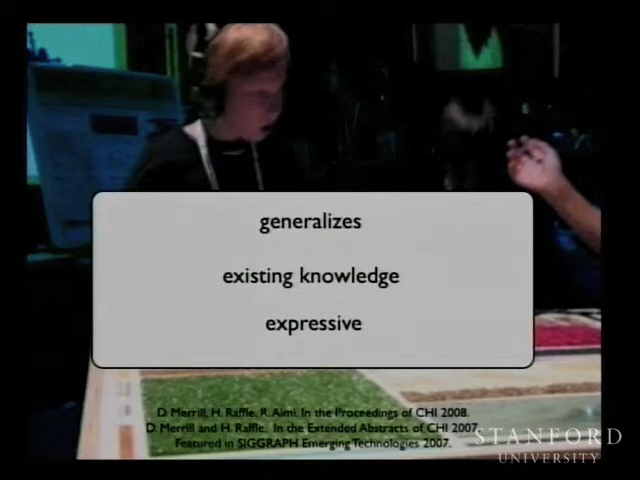 generalizes
existing knowledge
expressive
D. Merrill, H. Raffle, R. Aimi. In the Proceedings of CHI 2008.
D. Merrill and H. Raffle. In the Extended Abstracts of CHI 2007.
Featured in SIGGRAPH Emerging Technologies 2007.
STANFORD
UNIVERSITY